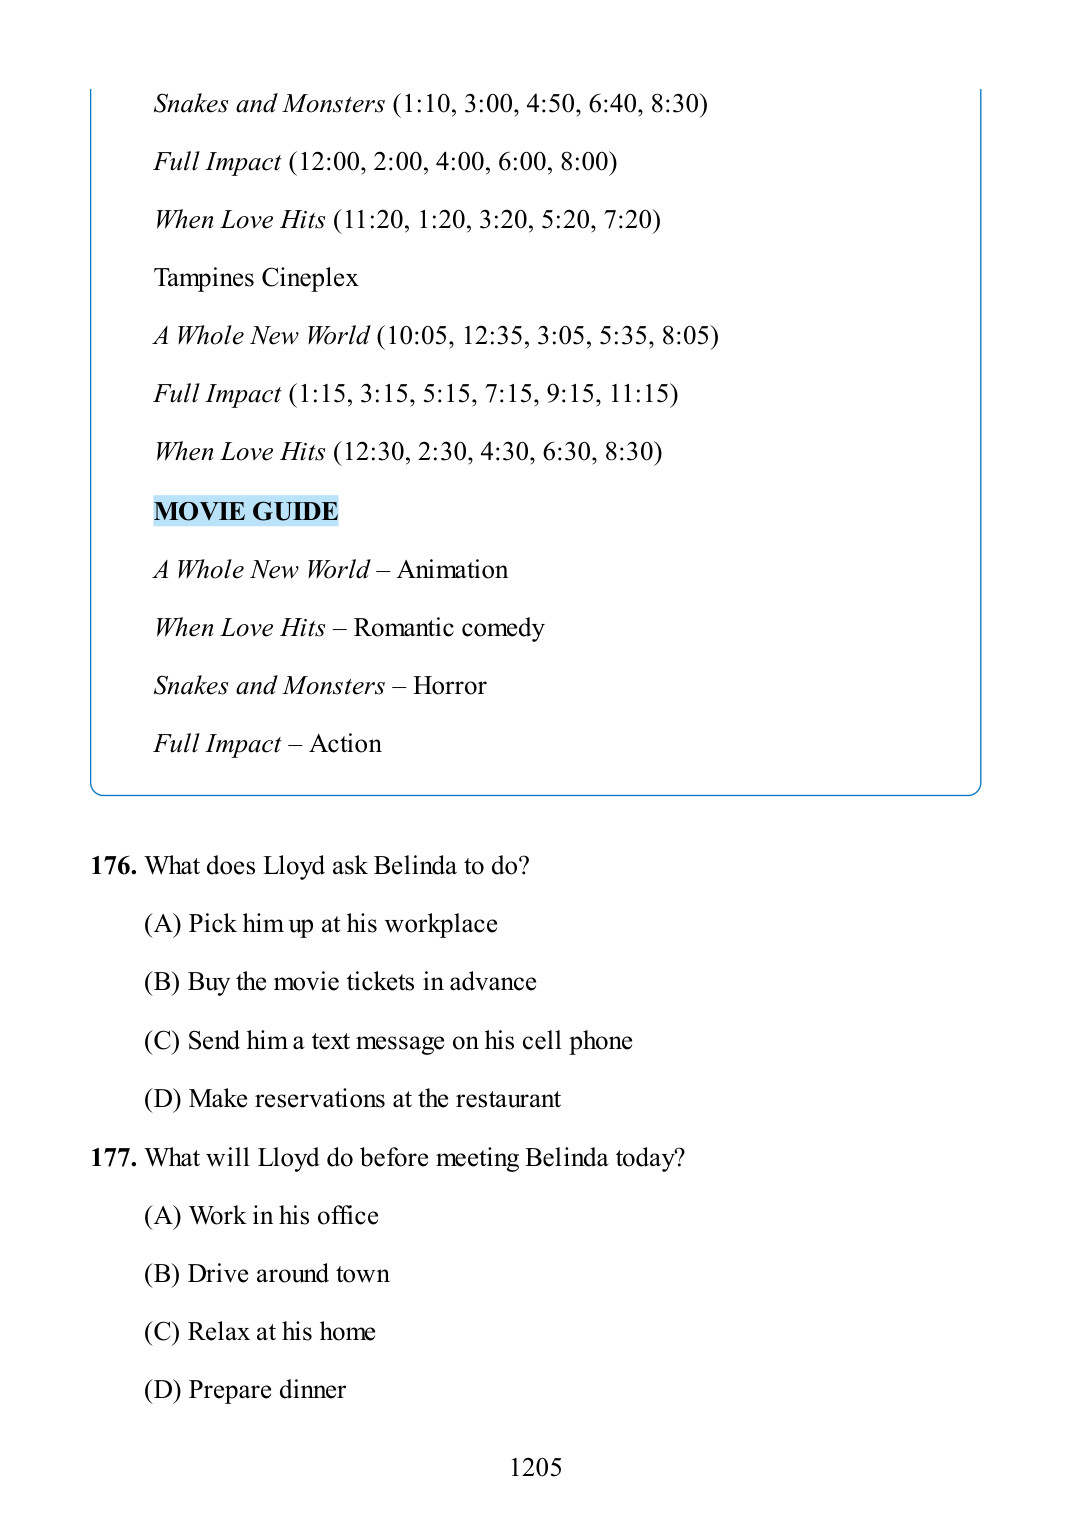 Snakes and Monsters (1:10, 3:00, 4:50, 6:40, 8:30)
Full Impact (12:00, 2:00, 4:00, 6:00, 8:00)
When Love Hits (11:20, 1:20, 3:20, 5:20, 7:20)
Tampines Cineplex
A Whole New World (10:05, 12:35, 3:05, 5:35, 8:05)
Full Impact (1:15, 3:15, 5:15, 7:15, 9:15, 11:15)
When Love Hits (12:30, 2:30, 4:30, 6:30, 8:30)
MOVIE GUIDE
A Whole New World – Animation
When Love Hits – Romantic comedy
Snakes and Monsters – Horror
Full Impact – Action
176. What does Lloyd ask Belinda to do?
(A) Pick him up at his workplace
(B) Buy the movie tickets in advance
(C) Send him a text message on his cell phone
(D) Make reservations at the restaurant
177. What will Lloyd do before meeting Belinda today?
(A) Work in his office
(B) Drive around town
(C) Relax at his home
(D) Prepare dinner
1205